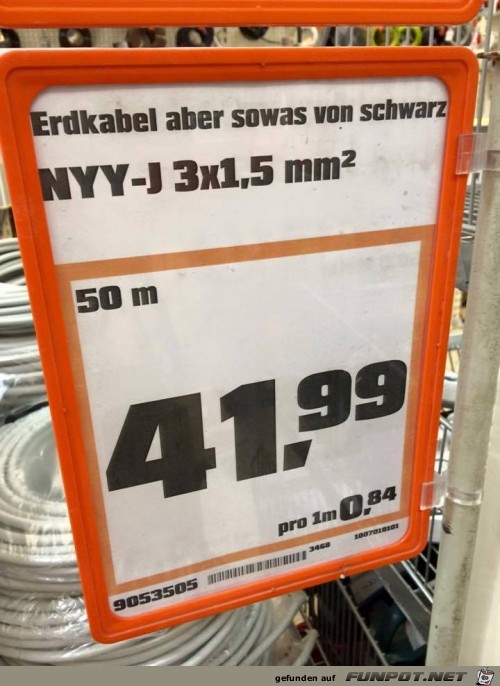 Erdkabel aber sowas von schwarz
NYY-J 3x1,5 mm²
50 m
41,99
pro 1m 0,84
9053505
3468
1007010101
gefunden auf FUNPOT.NET